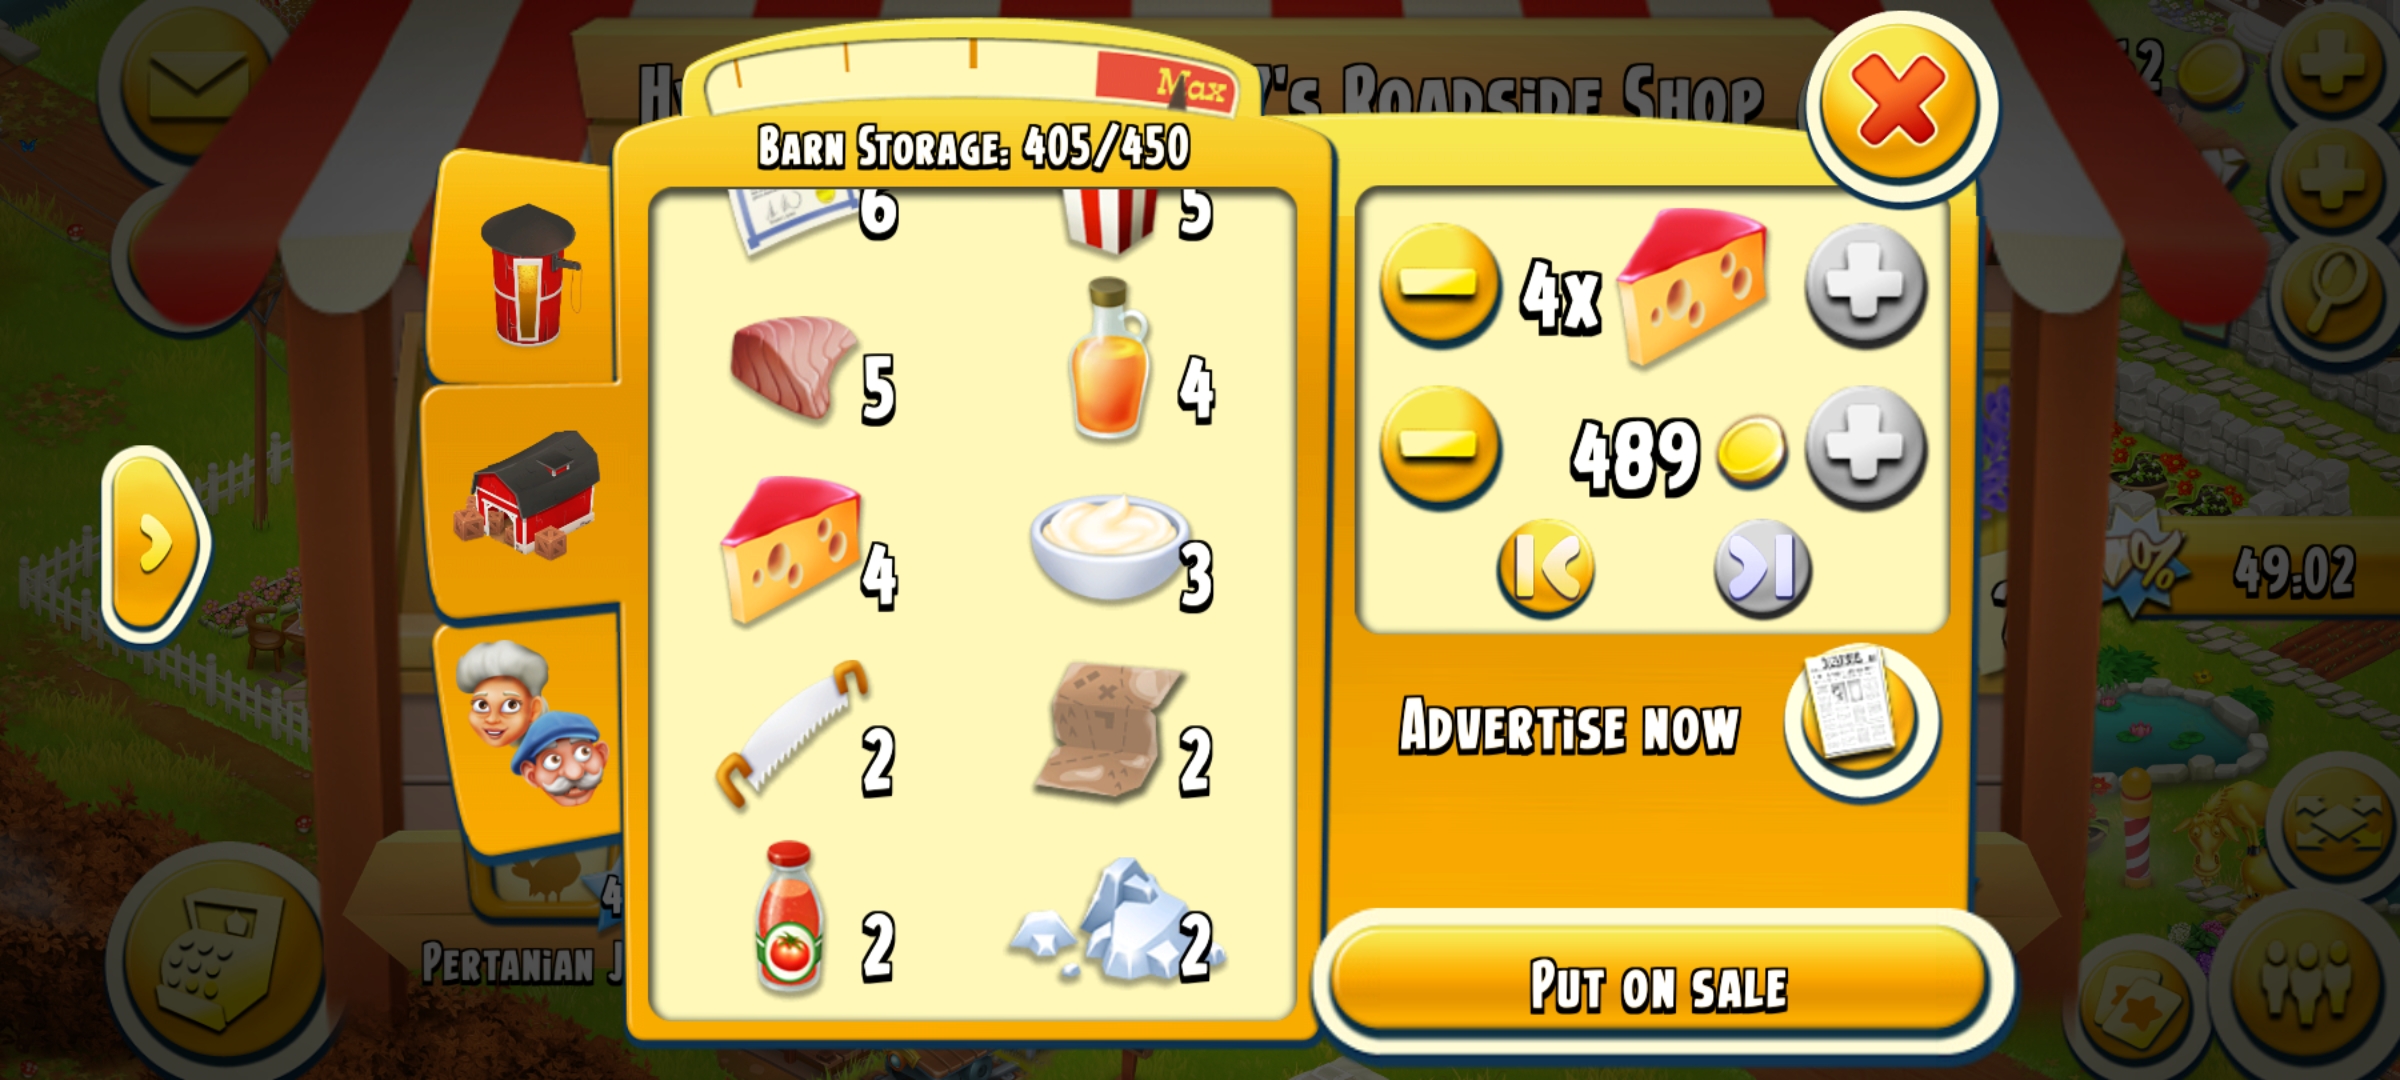 Max
'S ROADSIDE SHOP
BARN STORAGE: 405/450
6
5
5
4
4
3
2
2
2
2
4x
489
49:02
ADVERTISE NOW
PUT ON SALE
PERTANIAN J